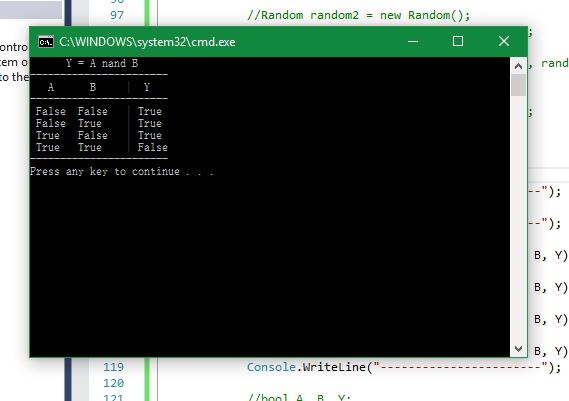 96
97 //Random random2 = new Random();
;
C:\WINDOWS\system32\cmd.exe
ontro
tem o
to the
, rand
;
Y = A nand B
-----------------------
A B | Y
-----------------------
False False | True
False True | True
True False | True
True True | False
-----------------------
Press any key to continue . . .
--");
--");
B, Y)
B, Y)
B, Y)
B, Y)
119 Console.WriteLine("-----------------------");
120
121 //bool A, B, Y;